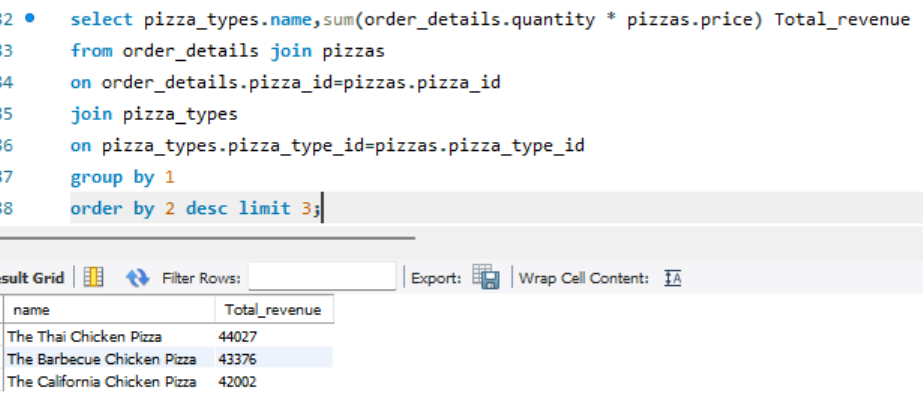 32 select pizza_types.name,sum(order_details.quantity * pizzas.price) Total_revenue
33 from order_details join pizzas
34 on order_details.pizza_id=pizzas.pizza_id
35 join pizza_types
36 on pizza_types.pizza_type_id=pizzas.pizza_type_id
37 group by 1
38 order by 2 desc limit 3;
sult Grid Filter Rows: Export: Wrap Cell Content:
name Total_revenue
The Thai Chicken Pizza 44027
The Barbecue Chicken Pizza 43376
The California Chicken Pizza 42002